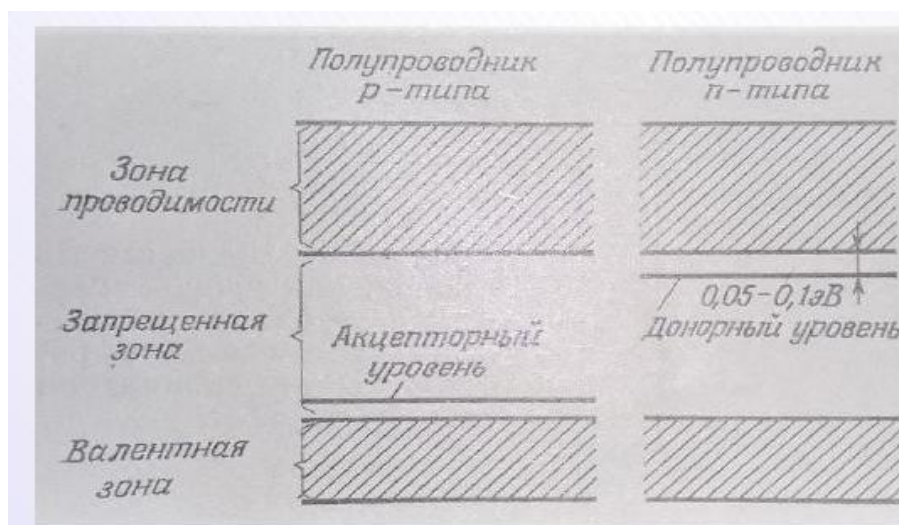 Полупроводник
р-типа
Полупроводник
п-типа
Зона
проводимости
Запрещенная
зона
Акцепторный
уровень
0,05-0,1эВ
Донорный уровень
Валентная
зона